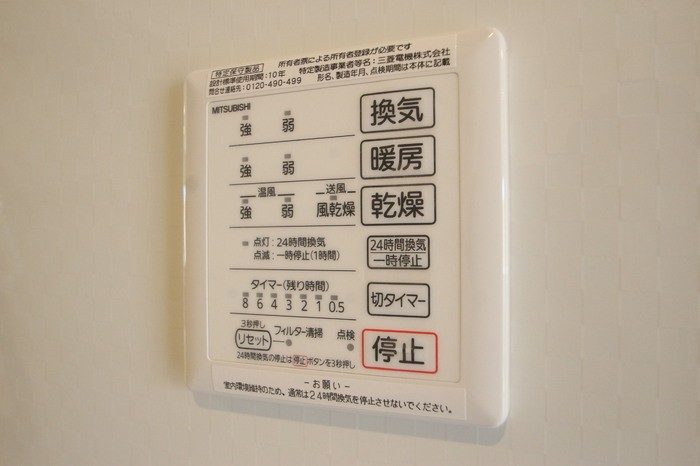 特定保守製品 所有者票による所有者登録が必要です
設計標準使用期間：10年 特定製造事業者等名：三菱電機株式会社
問合せ連絡先：0120-490-499 形名、製造年月、点検期間は本体に記載
MITSUBISHI
強 弱 換気
強 弱 暖房
温風 送風
強 弱 風乾燥 乾燥
点灯：24時間換気
点滅：一時停止(1時間)
24時間換気
一時停止
タイマー(残り時間)
8 6 4 3 2 1 0.5
切タイマー
3秒押し
リセット フィルター清掃 点検
停止
24時間換気の停止は停止ボタンを3秒押し
－お願い－
室内環境維持のため、通常は24時間換気を停止させないでください。